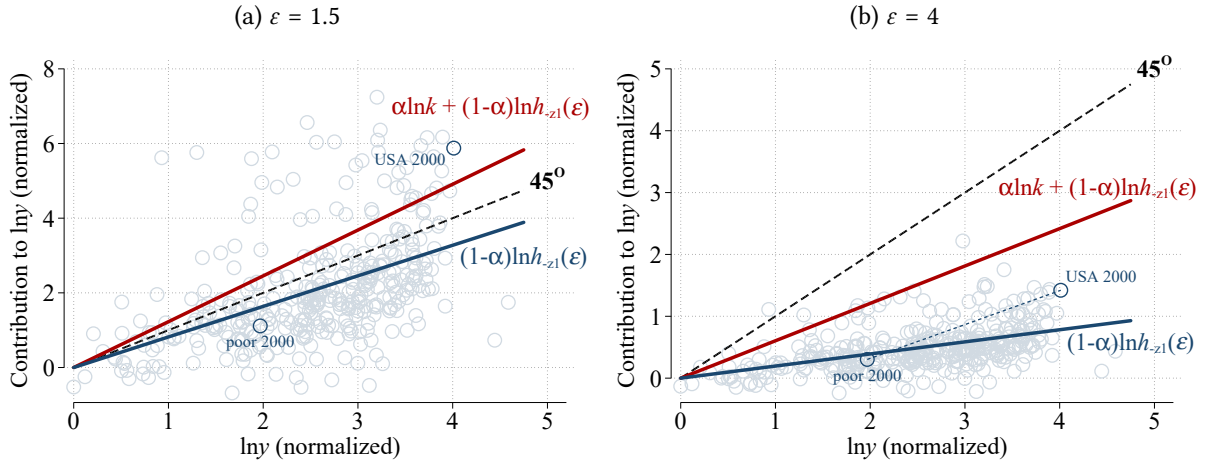 (a) ε = 1.5
Contribution to lny (normalized)
8
6
4
2
0
αlnk + (1-α)lnh-z1(ε)
USA 2000
45º
(1-α)lnh-z1(ε)
poor 2000
0 1 2 3 4 5
lny (normalized)
(b) ε = 4
Contribution to lny (normalized)
5
4
3
2
1
0
45º
αlnk + (1-α)lnh-z1(ε)
USA 2000
(1-α)lnh-z1(ε)
poor 2000
0 1 2 3 4 5
lny (normalized)